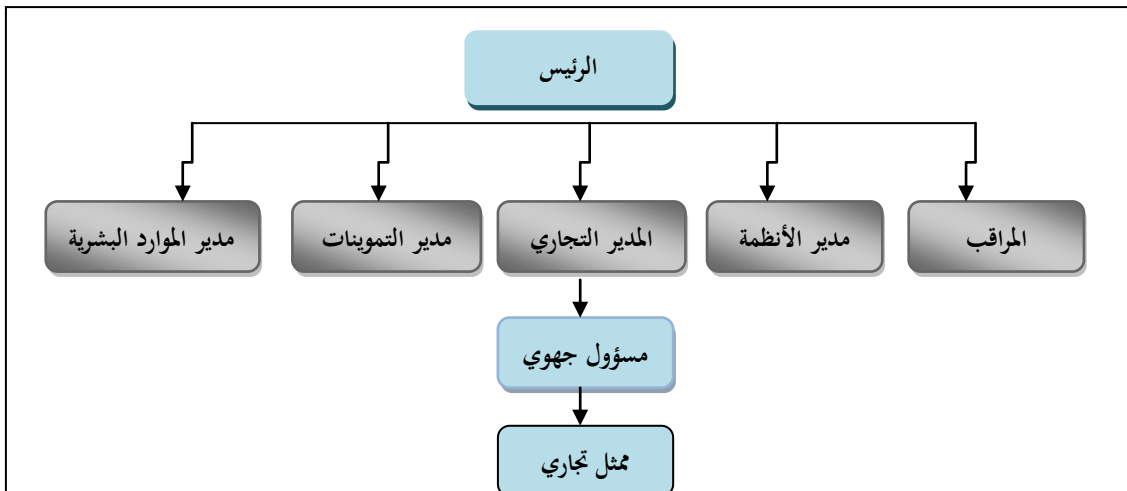 الرئيس
المراقب
مدير الأنظمة
المدير التجاري
مدير التموينات
مدير الموارد البشرية
مسؤول جهوي
ممثل تجاري